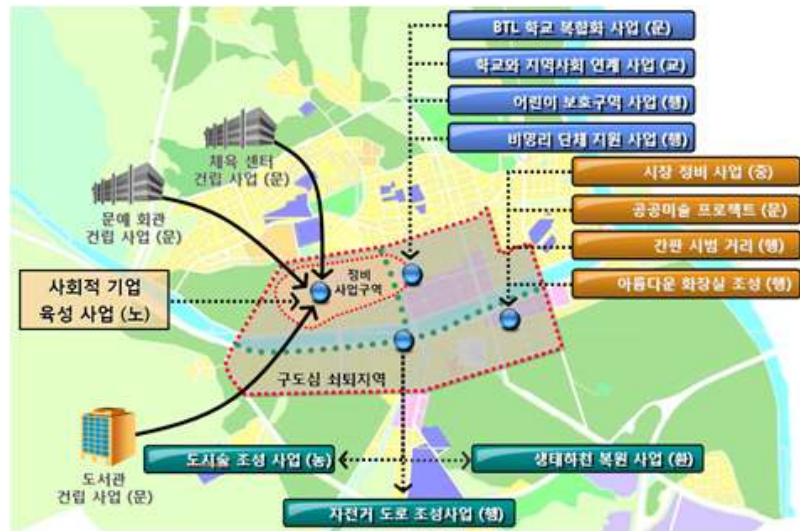 BTL 학교 복합화 사업 (문)
학교와 지역사회 연계 사업 (교)
어린이 보호구역 사업 (행)
비영리 단체 지원 사업 (행)
체육 센터
건립 사업 (문)
시장 정비 사업 (중)
문예 회관
건립 사업 (문)
공공미술 프로젝트 (문)
간판 시범 거리 (행)
아름다운 화장실 조성 (행)
정비
사업구역
사회적 기업
육성 사업 (노)
구도심 쇠퇴지역
도서관
건립 사업 (문)
도시숲 조성 사업 (농)
생태하천 복원 사업 (환)
자전거 도로 조성사업 (행)